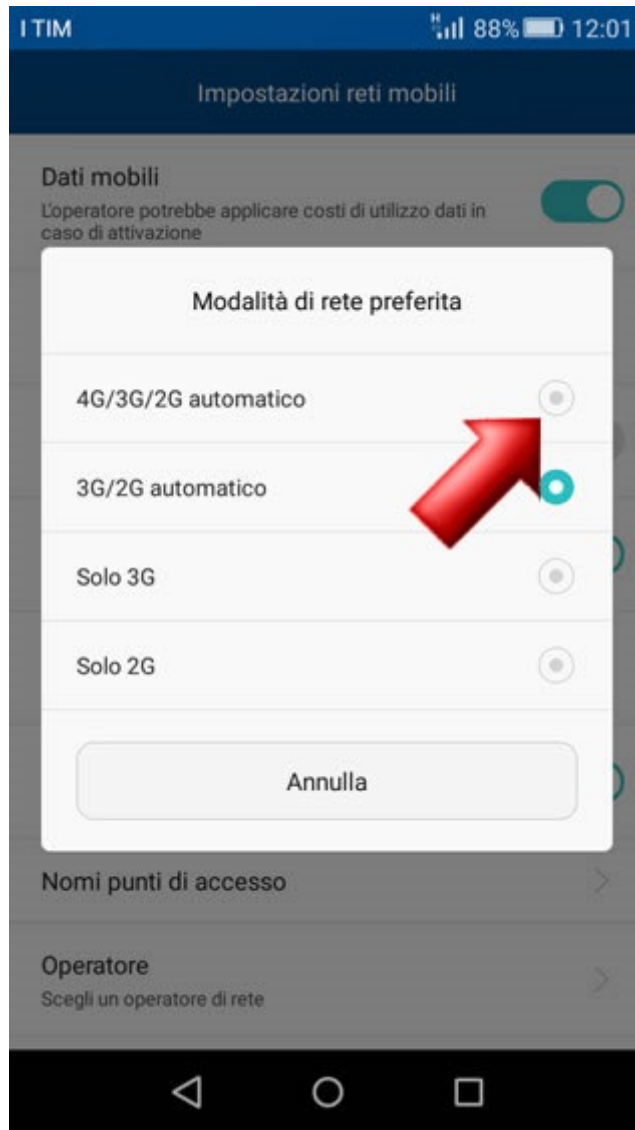 I TIM H 88% 12:01
Impostazioni reti mobili
Dati mobili
L'operatore potrebbe applicare costi di utilizzo dati in
caso di attivazione
Modalità di rete preferita
4G/3G/2G automatico
3G/2G automatico
Solo 3G
Solo 2G
Annulla
Nomi punti di accesso
Operatore
Scegli un operatore di rete